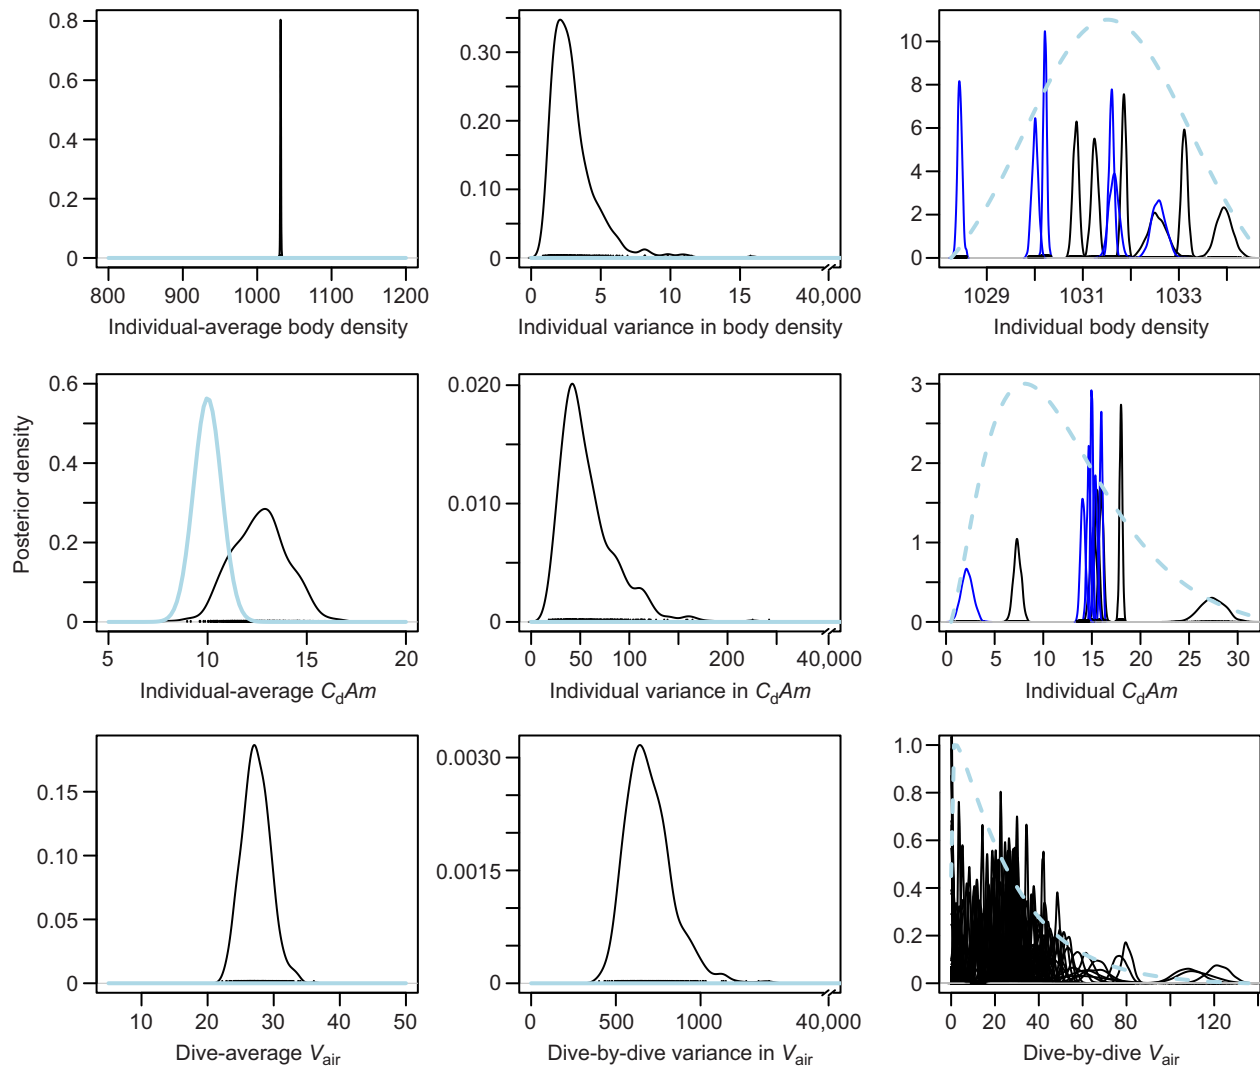 0.8
0.6
0.4
0.2
0
800 900 1000 1100 1200
Individual-average body density
0.30
0.20
0.10
0
0 5 10 15 40,000
Individual variance in body density
10
8
6
4
2
0
1029 1031 1033
Individual body density
Posterior density
0.6
0.4
0.2
0
5 10 15 20
Individual-average CdAm
0.020
0.010
0
0 50 100 200 40,000
Individual variance in CdAm
3
2
1
0
0 5 10 15 20 25 30
Individual CdAm
0.15
0.10
0.05
0
10 20 30 40 50
Dive-average Vair
0.0030
0.0015
0
0 500 1000 40,000
Dive-by-dive variance in Vair
1.0
0.8
0.6
0.4
0.2
0
0 20 40 60 80 120
Dive-by-dive Vair